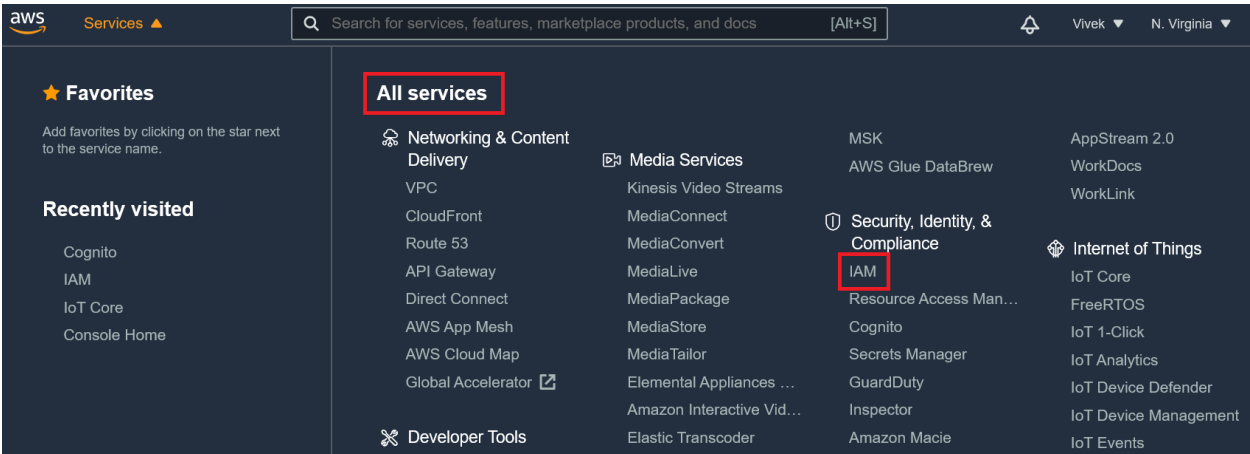 aws
Services
Search for services, features, marketplace products, and docs
[Alt+S]
Vivek
N. Virginia
Favorites
Add favorites by clicking on the star next
to the service name.
Recently visited
Cognito
IAM
IoT Core
Console Home
All services
Networking & Content
Delivery
VPC
CloudFront
Route 53
API Gateway
Direct Connect
AWS App Mesh
AWS Cloud Map
Global Accelerator
Developer Tools
Media Services
Kinesis Video Streams
MediaConnect
MediaConvert
MediaLive
MediaPackage
MediaStore
MediaTailor
Elemental Appliances ...
Amazon Interactive Vid...
Elastic Transcoder
MSK
AWS Glue DataBrew
Security, Identity, &
Compliance
IAM
Resource Access Man...
Cognito
Secrets Manager
GuardDuty
Inspector
Amazon Macie
AppStream 2.0
WorkDocs
WorkLink
Internet of Things
IoT Core
FreeRTOS
IoT 1-Click
IoT Analytics
IoT Device Defender
IoT Device Management
IoT Events